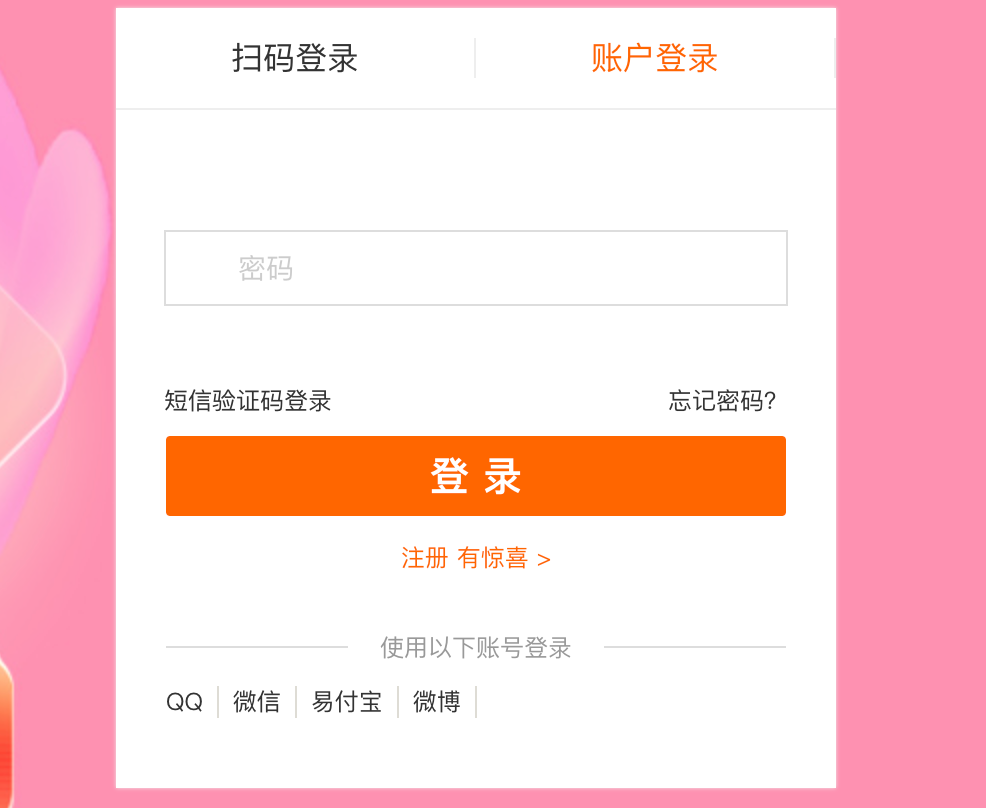 扫码登录 账户登录
密码
短信验证码登录 忘记密码?
登 录
注册 有惊喜 >
使用以下账号登录
QQ 微信 易付宝 微博